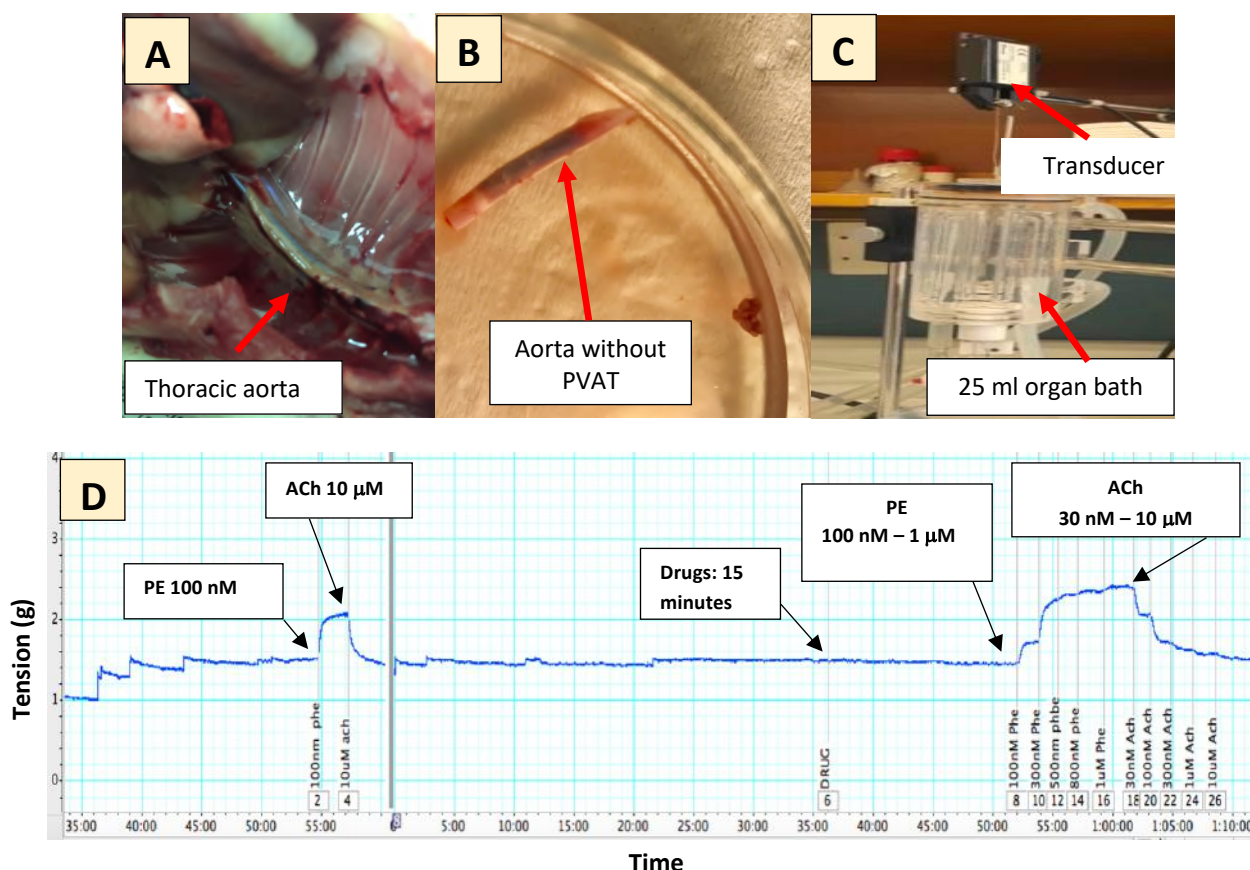 A
B
C
Thoracic aorta
Aorta without
PVAT
Transducer
25 ml organ bath
D
PE 100 nM
ACh 10 µM
Drugs: 15
minutes
PE
100 nM – 1 µM
ACh
30 nM – 10 µM
Tension (g)
4
3
2
1
0
100nm phe
10uM ach
DRUG
100nM Phe
300nM Phe
500nm phbe
800nM phe
1uM Phe
30nM Ach
100nM Ach
300nM Ach
1uM Ach
10uM Ach
2
4
6
8
10
12
14
16
18
20
22
24
26
35:00
40:00
45:00
50:00
55:00
5:00
10:00
15:00
20:00
25:00
30:00
35:00
40:00
45:00
50:00
55:00
1:00:00
1:05:00
1:10:00
Time